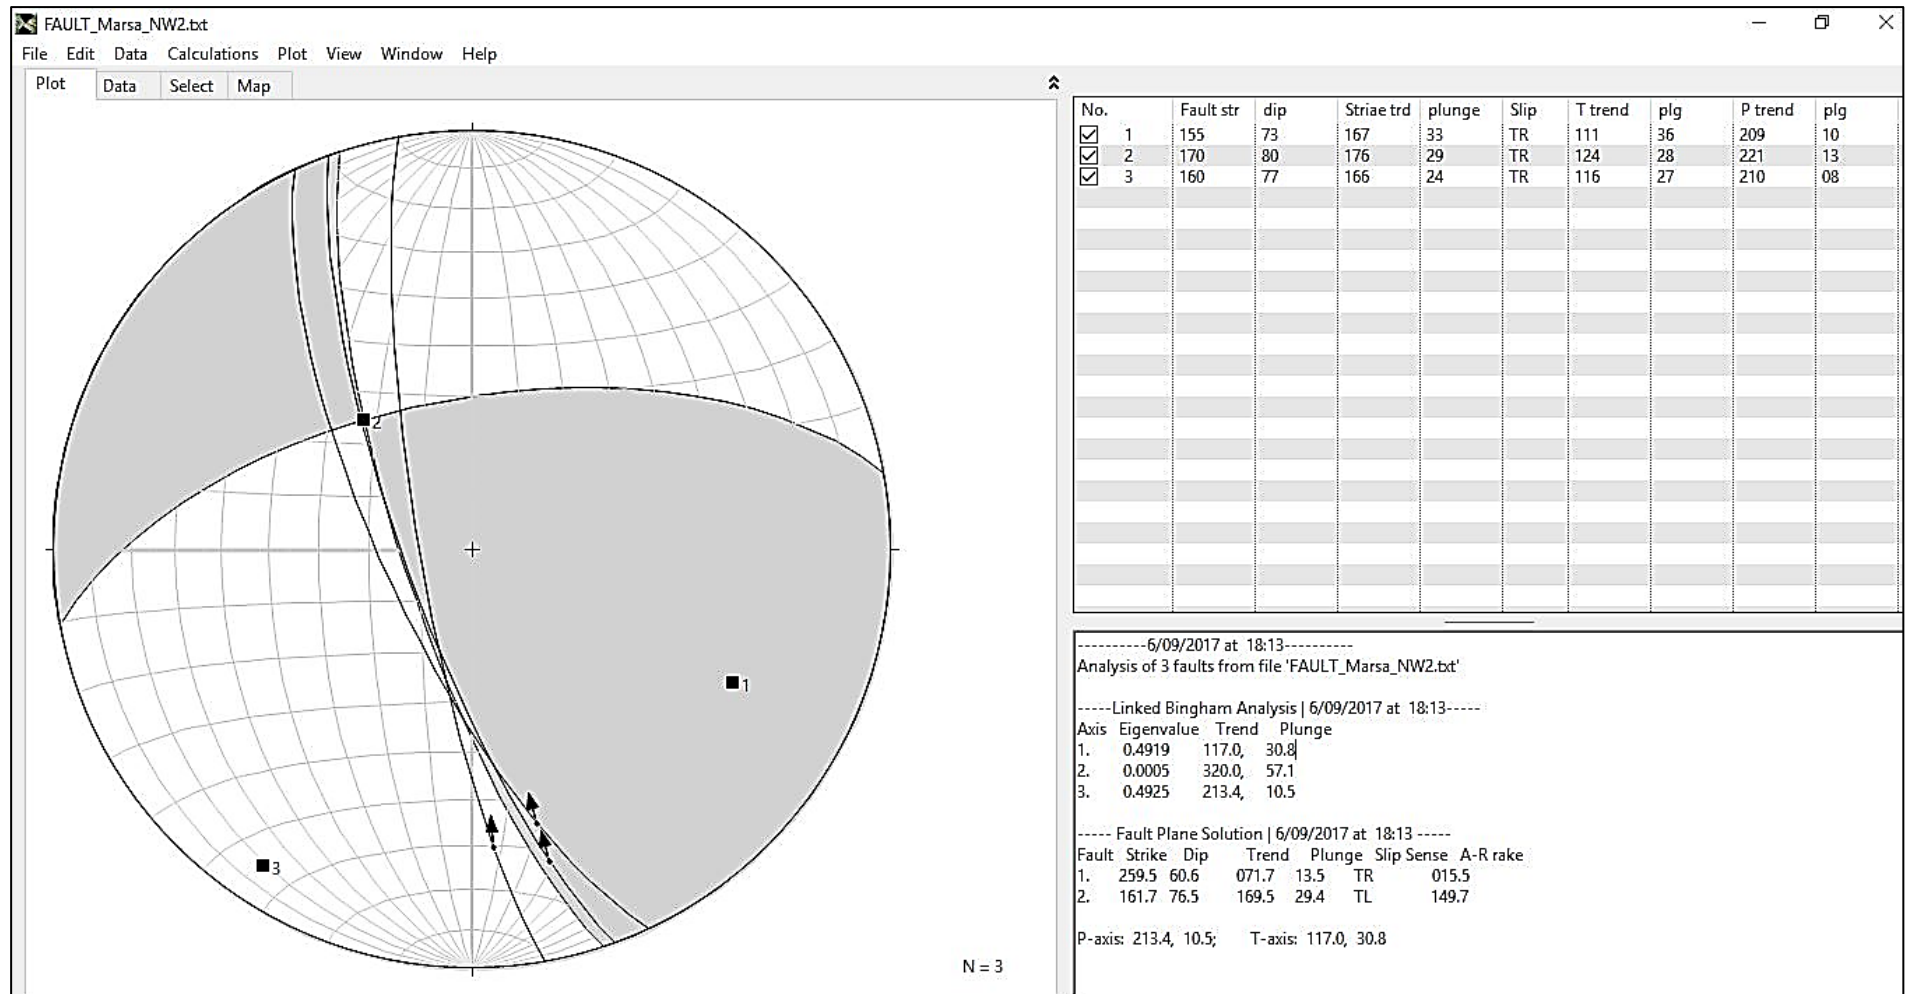 FAULT_Marsa_NW2.txt
File Edit Data Calculations Plot View Window Help
Plot Data Select Map
No. Fault str dip Striae trd plunge Slip T trend plg P trend plg
1 155 73 167 33 TR 111 36 209 10
2 170 80 176 29 TR 124 28 221 13
3 160 77 166 24 TR 116 27 210 08
2
1
3
N = 3
----------6/09/2017 at 18:13----------
Analysis of 3 faults from file 'FAULT_Marsa_NW2.txt'
-----Linked Bingham Analysis | 6/09/2017 at 18:13-----
Axis Eigenvalue Trend Plunge
1. 0.4919 117.0, 30.8
2. 0.0005 320.0, 57.1
3. 0.4925 213.4, 10.5
----- Fault Plane Solution | 6/09/2017 at 18:13 -----
Fault Strike Dip Trend Plunge Slip Sense A-R rake
1. 259.5 60.6 071.7 13.5 TR 015.5
2. 161.7 76.5 169.5 29.4 TL 149.7
P-axis: 213.4, 10.5; T-axis: 117.0, 30.8